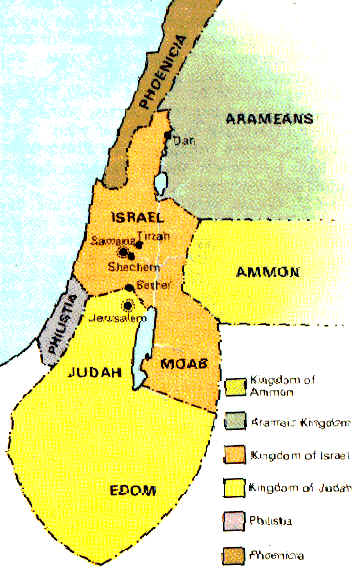 PHOENICIA
ARAMEANS
Dan
ISRAEL
Tirzah
Samaria
Shechem
AMMON
Bethel
PHILISTIA
Jerusalem
JUDAH
MOAB
EDOM
Kingdom of
Ammon
Aramaic Kingdom
Kingdom of Israel
Kingdom of Judah
Philistia
Phoenicia